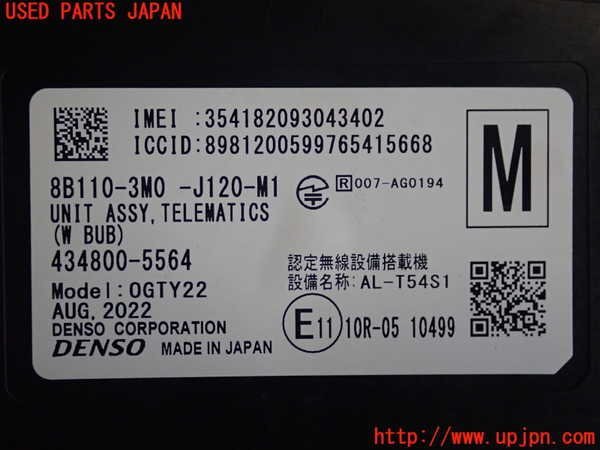 USED PARTS JAPAN
IMEI :354182093043402
ICCID:8981200599765415668
M
8B110-3M0 -J120-M1
R 007-AG0194
UNIT ASSY,TELEMATICS
(W BUB)
434800-5564
認定無線設備搭載機
設備名称:AL-T54S1
Model:0GTY22
AUG,2022
E11 10R-05 10499
DENSO CORPORATION
DENSO MADE IN JAPAN
http://www.upjpn.com/